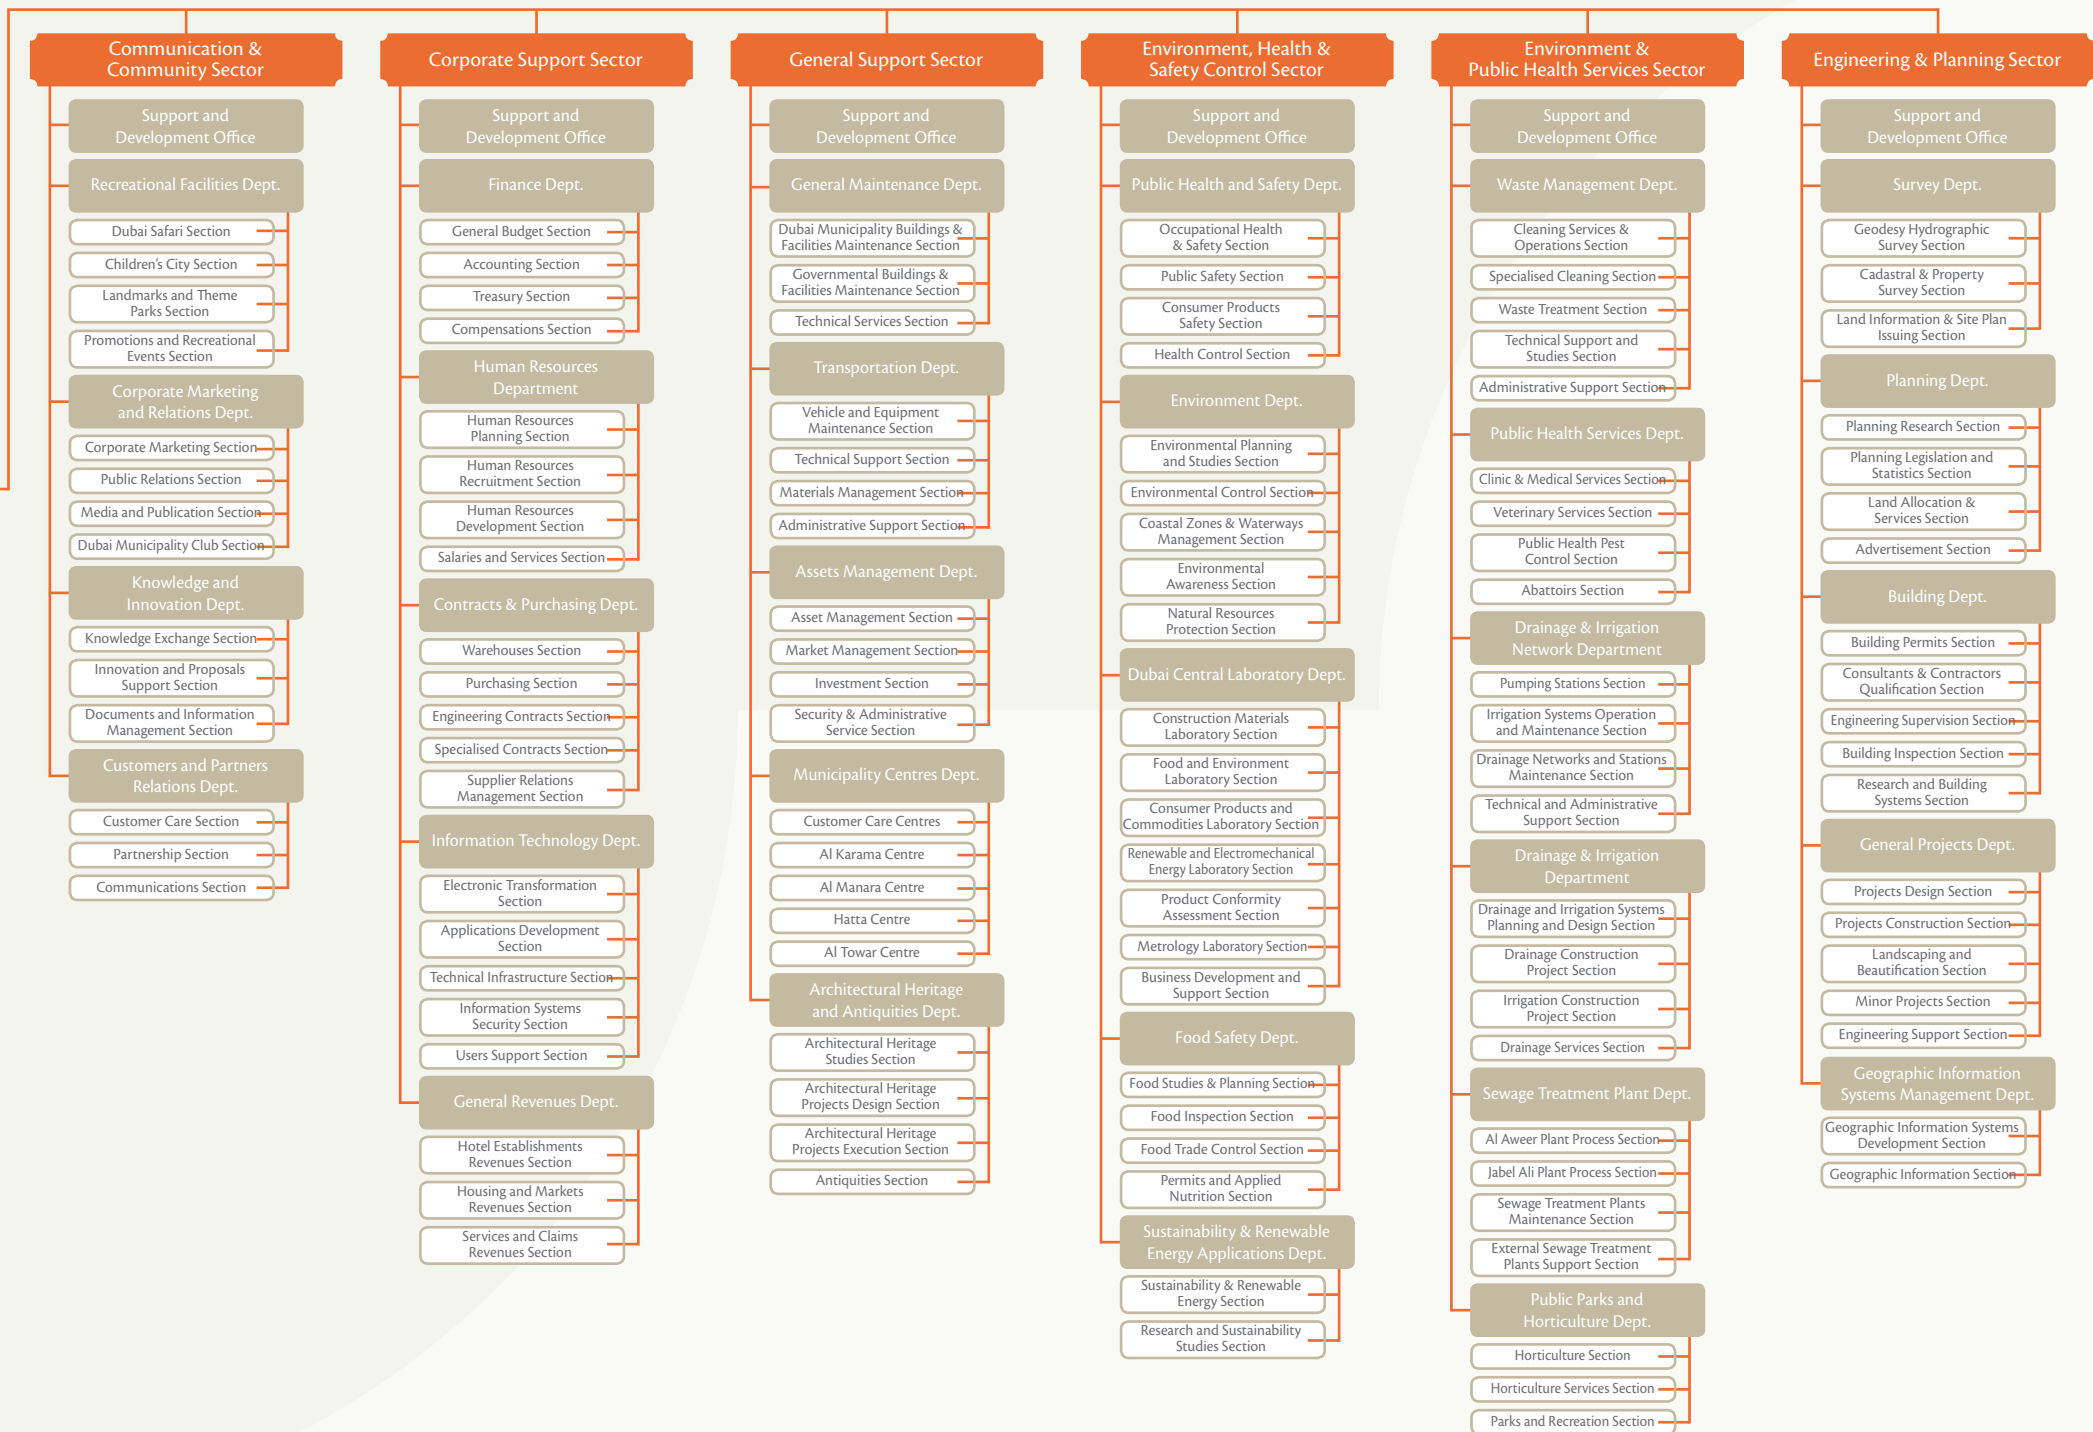 Communication &
Community Sector
Support and
Development Office
Recreational Facilities Dept.
Dubai Safari Section
Children's City Section
Landmarks and Theme
Parks Section
Promotions and Recreational
Events Section
Corporate Marketing
and Relations Dept.
Corporate Marketing Section
Public Relations Section
Media and Publication Section
Dubai Municipality Club Section
Knowledge and
Innovation Dept.
Knowledge Exchange Section
Innovation and Proposals
Support Section
Documents and Information
Management Section
Customers and Partners
Relations Dept.
Customer Care Section
Partnership Section
Communications Section
Corporate Support Sector
Support and
Development Office
Finance Dept.
General Budget Section
Accounting Section
Treasury Section
Compensations Section
Human Resources
Department
Human Resources
Planning Section
Human Resources
Recruitment Section
Human Resources
Development Section
Salaries and Services Section
Contracts & Purchasing Dept.
Warehouses Section
Purchasing Section
Engineering Contracts Section
Specialised Contracts Section
Supplier Relations
Management Section
Information Technology Dept.
Electronic Transformation
Section
Applications Development
Section
Technical Infrastructure Section
Information Systems
Security Section
Users Support Section
General Revenues Dept.
Hotel Establishments
Revenues Section
Housing and Markets
Revenues Section
Services and Claims
Revenues Section
General Support Sector
Support and
Development Office
General Maintenance Dept.
Dubai Municipality Buildings &
Facilities Maintenance Section
Governmental Buildings &
Facilities Maintenance Section
Technical Services Section
Transportation Dept.
Vehicle and Equipment
Maintenance Section
Technical Support Section
Materials Management Section
Administrative Support Section
Assets Management Dept.
Asset Management Section
Market Management Section
Investment Section
Security & Administrative
Service Section
Municipality Centres Dept.
Customer Care Centres
Al Karama Centre
Al Manara Centre
Hatta Centre
Al Towar Centre
Architectural Heritage
and Antiquities Dept.
Architectural Heritage
Studies Section
Architectural Heritage
Projects Design Section
Architectural Heritage
Projects Execution Section
Antiquities Section
Environment, Health &
Safety Control Sector
Support and
Development Office
Public Health and Safety Dept.
Occupational Health
& Safety Section
Public Safety Section
Consumer Products
Safety Section
Health Control Section
Environment Dept.
Environmental Planning
and Studies Section
Environmental Control Section
Coastal Zones & Waterways
Management Section
Environmental
Awareness Section
Natural Resources
Protection Section
Dubai Central Laboratory Dept.
Construction Materials
Laboratory Section
Food and Environment
Laboratory Section
Consumer Products and
Commodities Laboratory Section
Renewable and Electromechanical
Energy Laboratory Section
Product Conformity
Assessment Section
Metrology Laboratory Section
Business Development and
Support Section
Food Safety Dept.
Food Studies & Planning Section
Food Inspection Section
Food Trade Control Section
Permits and Applied
Nutrition Section
Sustainability & Renewable
Energy Applications Dept.
Sustainability & Renewable
Energy Section
Research and Sustainability
Studies Section
Environment &
Public Health Services Sector
Support and
Development Office
Waste Management Dept.
Cleaning Services &
Operations Section
Specialised Cleaning Section
Waste Treatment Section
Technical Support and
Studies Section
Administrative Support Section
Public Health Services Dept.
Clinic & Medical Services Section
Veterinary Services Section
Public Health Pest
Control Section
Abattoirs Section
Drainage & Irrigation
Network Department
Pumping Stations Section
Irrigation Systems Operation
and Maintenance Section
Drainage Networks and Stations
Maintenance Section
Technical and Administrative
Support Section
Drainage & Irrigation
Department
Drainage and Irrigation Systems
Planning and Design Section
Drainage Construction
Project Section
Irrigation Construction
Project Section
Drainage Services Section
Sewage Treatment Plant Dept.
Al Aweer Plant Process Section
Jabel Ali Plant Process Section
Sewage Treatment Plants
Maintenance Section
External Sewage Treatment
Plants Support Section
Public Parks and
Horticulture Dept.
Horticulture Section
Horticulture Services Section
Parks and Recreation Section
Engineering & Planning Sector
Support and
Development Office
Survey Dept.
Geodesy Hydrographic
Survey Section
Cadastral & Property
Survey Section
Land Information & Site Plan
Issuing Section
Planning Dept.
Planning Research Section
Planning Legislation and
Statistics Section
Land Allocation &
Services Section
Advertisement Section
Building Dept.
Building Permits Section
Consultants & Contractors
Qualification Section
Engineering Supervision Section
Building Inspection Section
Research and Building
Systems Section
General Projects Dept.
Projects Design Section
Projects Construction Section
Landscaping and
Beautification Section
Minor Projects Section
Engineering Support Section
Geographic Information
Systems Management Dept.
Geographic Information Systems
Development Section
Geographic Information Section